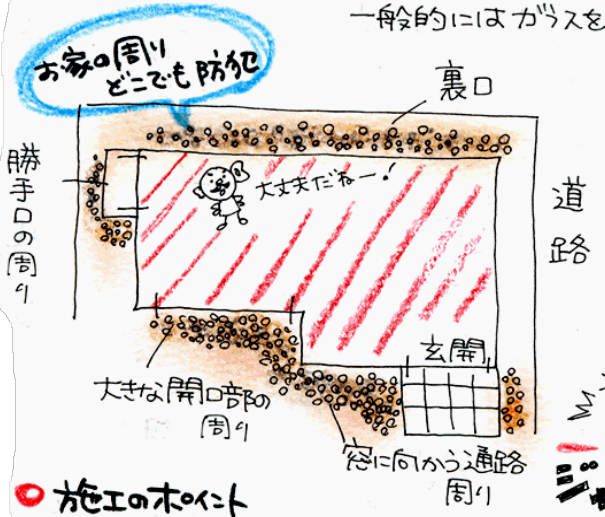 一般的にはガラスを
お家の周り
どこでも防犯
裏口
勝手口の周り
大丈夫だねー!
道路
玄関
大きな開口部の
周り
窓に向かう通路
周り
施工のポイント